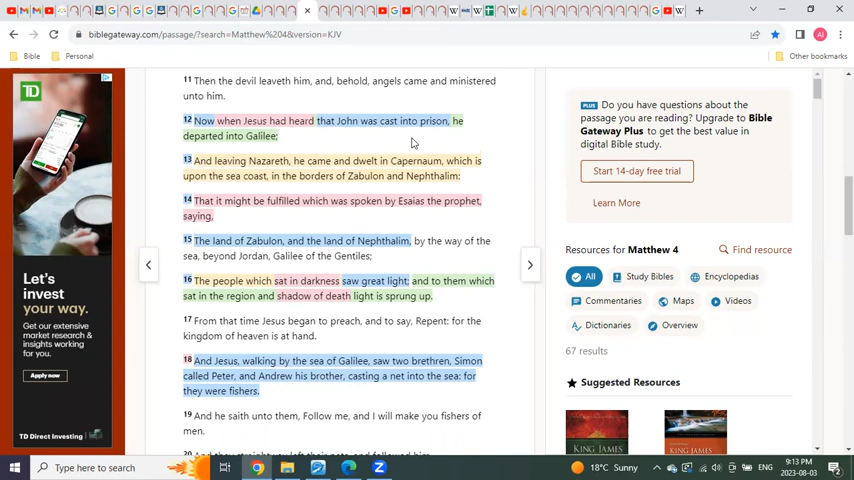 biblegateway.com/passage/?search=Matthew%204&version=KJV
Bible
Personal
Other bookmarks
TD
Let's
invest
your way.
Explore our extensive
market research &
insights working
for you.
Apply now
TD Direct Investing
11 Then the devil leaveth him, and, behold, angels came and ministered
unto him.
12 Now when Jesus had heard that John was cast into prison, he
departed into Galilee;
13 And leaving Nazareth, he came and dwelt in Capernaum, which is
upon the sea coast, in the borders of Zabulon and Nephthalim:
14 That it might be fulfilled which was spoken by Esaias the prophet,
saying,
15 The land of Zabulon, and the land of Nephthalim, by the way of the
sea, beyond Jordan, Galilee of the Gentiles;
16 The people which sat in darkness saw great light; and to them which
sat in the region and shadow of death light is sprung up.
17 From that time Jesus began to preach, and to say, Repent: for the
kingdom of heaven is at hand.
18 And Jesus, walking by the sea of Galilee, saw two brethren, Simon
called Peter, and Andrew his brother, casting a net into the sea: for
they were fishers.
19 And he saith unto them, Follow me, and I will make you fishers of
men.
PLUS Do you have questions about the
passage you are reading? Upgrade to Bible
Gateway Plus to get the best value in
digital Bible study.
Start 14-day free trial
Learn More
Resources for Matthew 4
Find resource
All
Study Bibles
Encyclopedias
Commentaries
Maps
Videos
Dictionaries
Overview
67 results
Suggested Resources
KING JAMES
KING JAMES
Type here to search
18°C Sunny
ENG
9:13 PM
2023-08-03
2